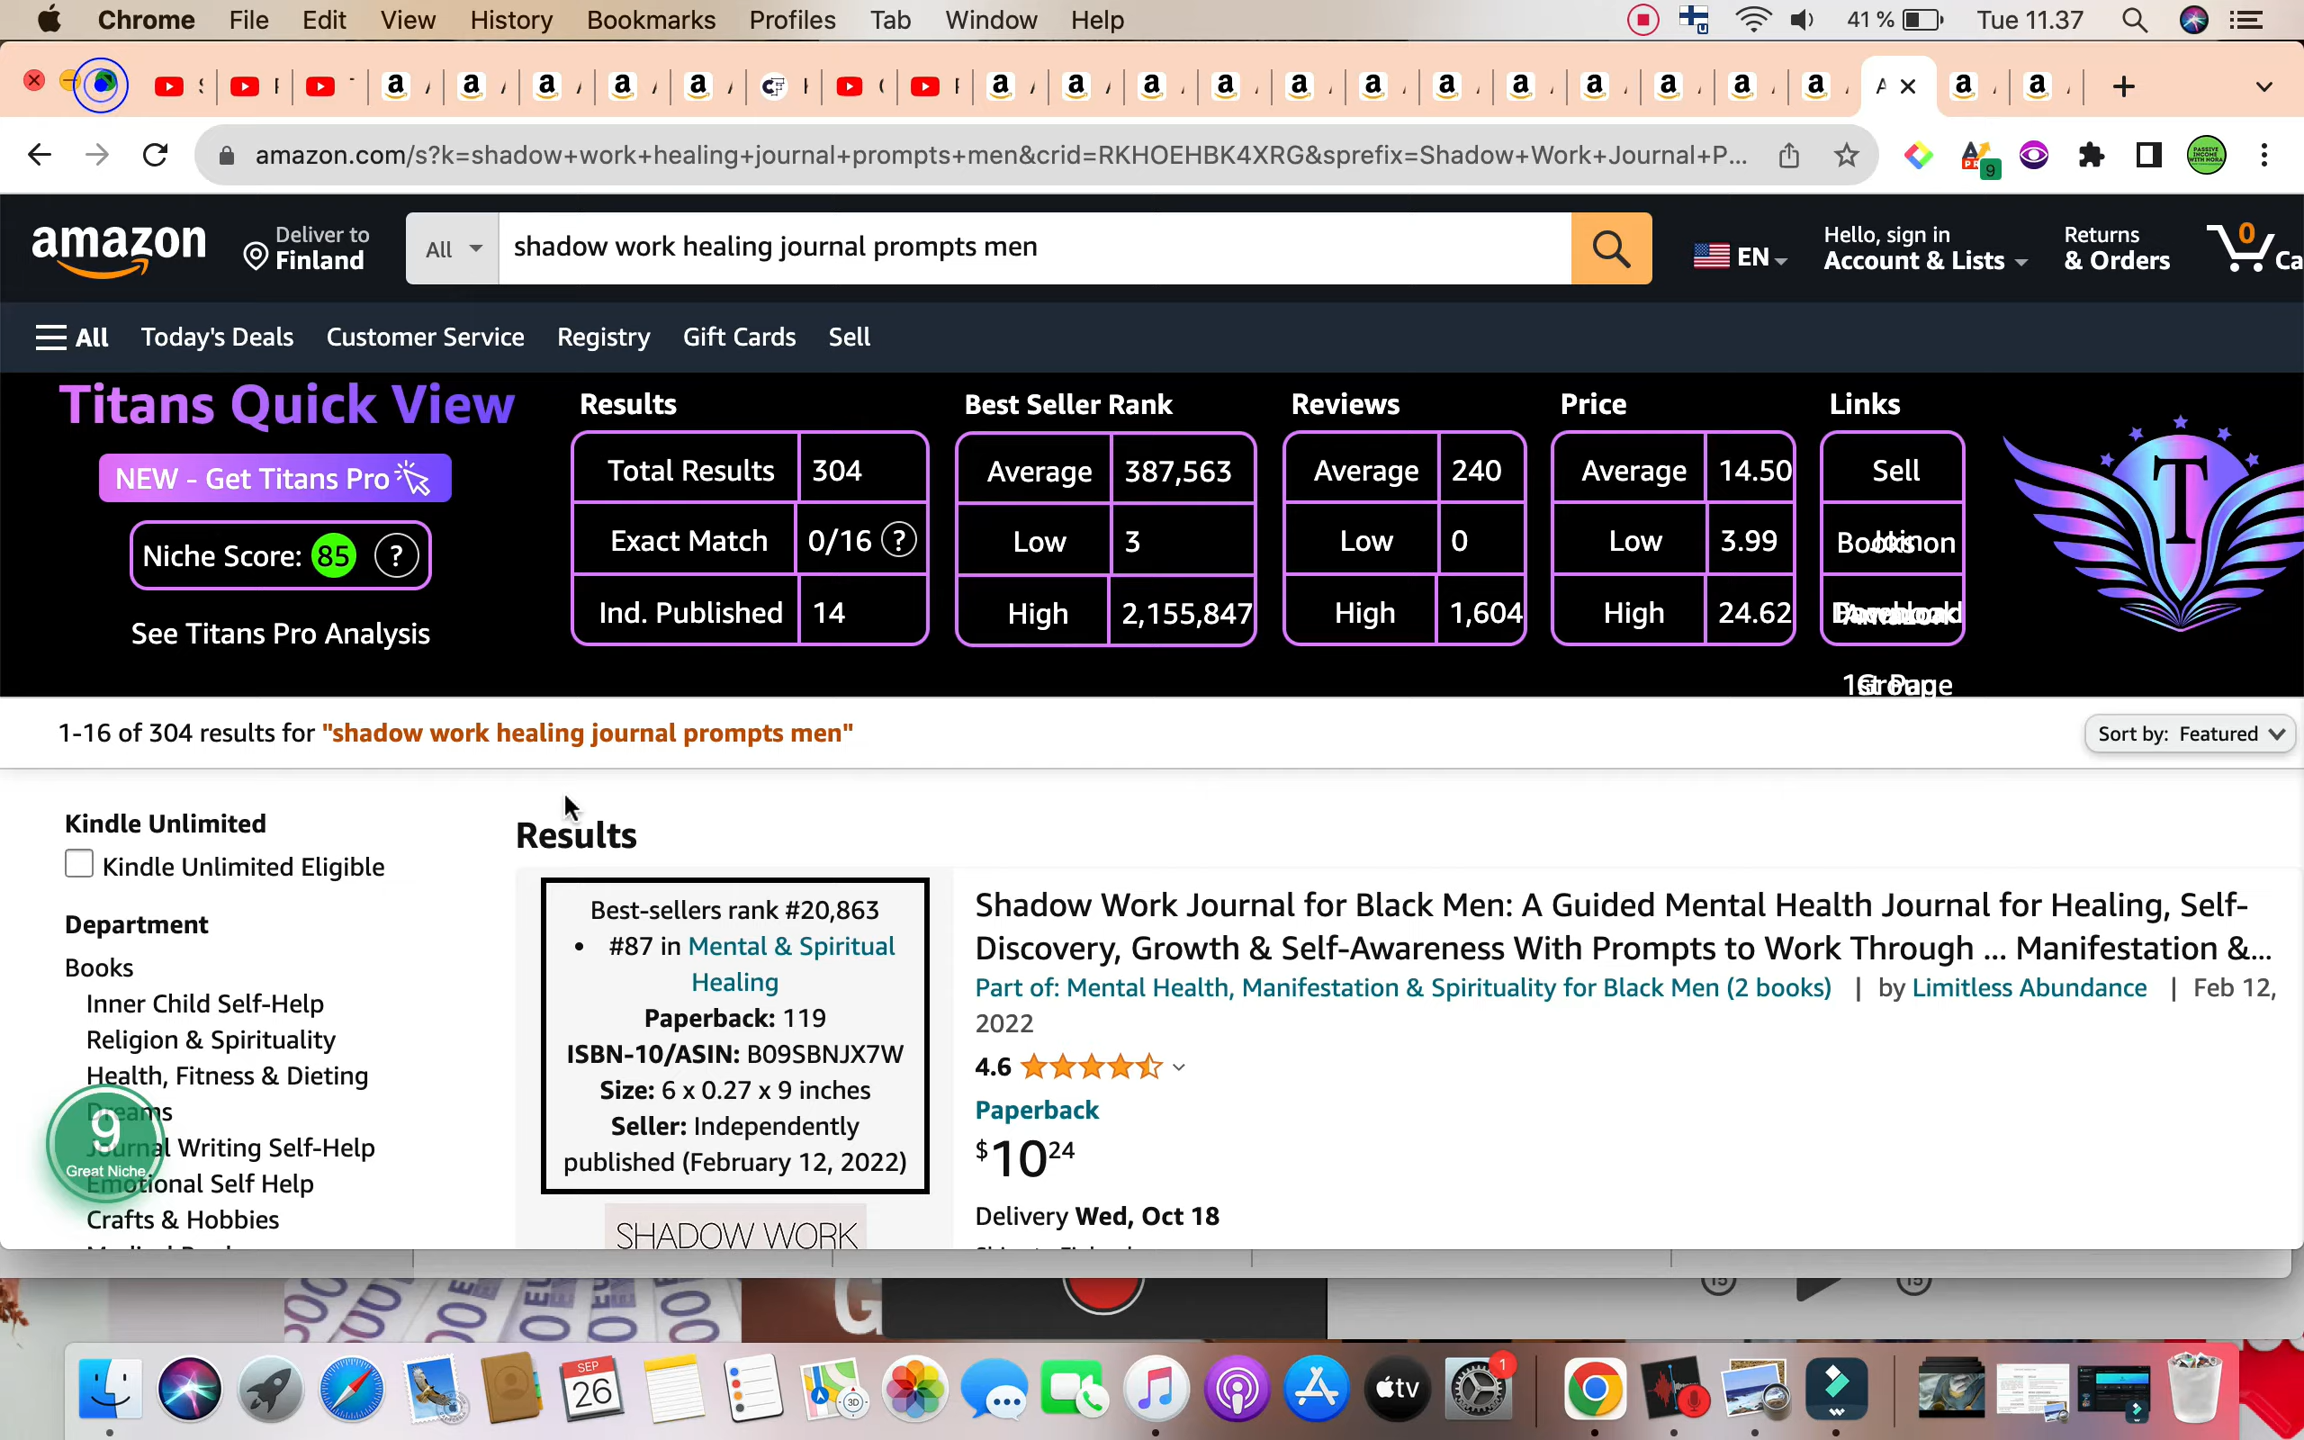 Chrome File Edit View History Bookmarks Profiles Tab Window Help
41 % Tue 11.37
amazon.com/s?k=shadow+work+healing+journal+prompts+men&crid=RKHOEHBK4XRG&sprefix=Shadow+Work+Journal+P...
9
amazon
Deliver to
Finland
All
shadow work healing journal prompts men
EN
Hello, sign in
Account & Lists
Returns
& Orders
0
Ca
All Today's Deals Customer Service Registry Gift Cards Sell
Titans Quick View
NEW - Get Titans Pro
Niche Score: 85 ?
See Titans Pro Analysis
Results
Total Results 304
Exact Match 0/16 ?
Ind. Published 14
Best Seller Rank
Average 387,563
Low 3
High 2,155,847
Reviews
Average 240
Low 0
High 1,604
Price
Average 14.50
Low 3.99
High 24.62
Links
Sell
T
1-16 of 304 results for "shadow work healing journal prompts men"
Sort by: Featured
Kindle Unlimited
Kindle Unlimited Eligible
Department
Books
Inner Child Self-Help
Religion & Spirituality
Health, Fitness & Dieting
Dreams
Journal Writing Self-Help
Emotional Self Help
Crafts & Hobbies
9
Great Niche
Results
Best-sellers rank #20,863
• #87 in Mental & Spiritual
Healing
Paperback: 119
ISBN-10/ASIN: B09SBNJX7W
Size: 6 x 0.27 x 9 inches
Seller: Independently
published (February 12, 2022)
SHADOW WORK
Shadow Work Journal for Black Men: A Guided Mental Health Journal for Healing, Self-
Discovery, Growth & Self-Awareness With Prompts to Work Through ... Manifestation &...
Part of: Mental Health, Manifestation & Spirituality for Black Men (2 books) | by Limitless Abundance | Feb 12,
2022
4.6
Paperback
$10 24
Delivery Wed, Oct 18
SEP
26
3D
tv
1